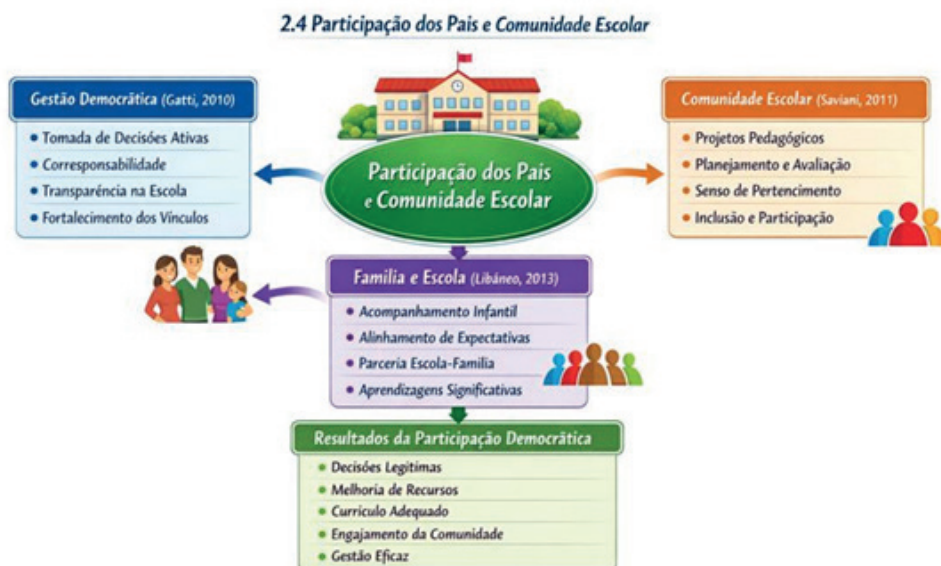 2.4 Participação dos Pais e Comunidade Escolar
Gestão Democrática (Gatti, 2010)
• Tomada de Decisões Ativas
• Corresponsabilidade
• Transparência na Escola
• Fortalecimento dos Vínculos
Participação dos Pais
e Comunidade Escolar
Comunidade Escolar (Saviani, 2011)
• Projetos Pedagógicos
• Planejamento e Avaliação
• Senso de Pertencimento
• Inclusão e Participação
Família e Escola (Libâneo, 2013)
• Acompanhamento Infantil
• Alinhamento de Expectativas
• Parceria Escola-Família
• Aprendizagens Significativas
Resultados da Participação Democrática
• Decisões Legítimas
• Melhoria de Recursos
• Currículo Adequado
• Engajamento da Comunidade
• Gestão Eficaz